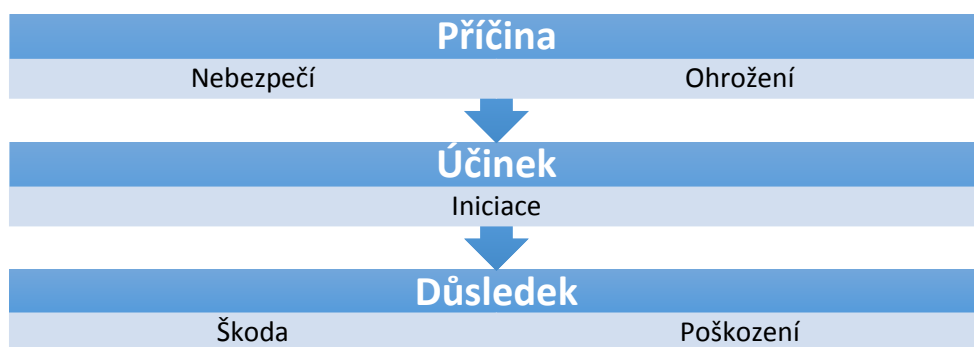 Příčina
Nebezpečí Ohrožení
Účinek
Iniciace
Důsledek
Škoda Poškození